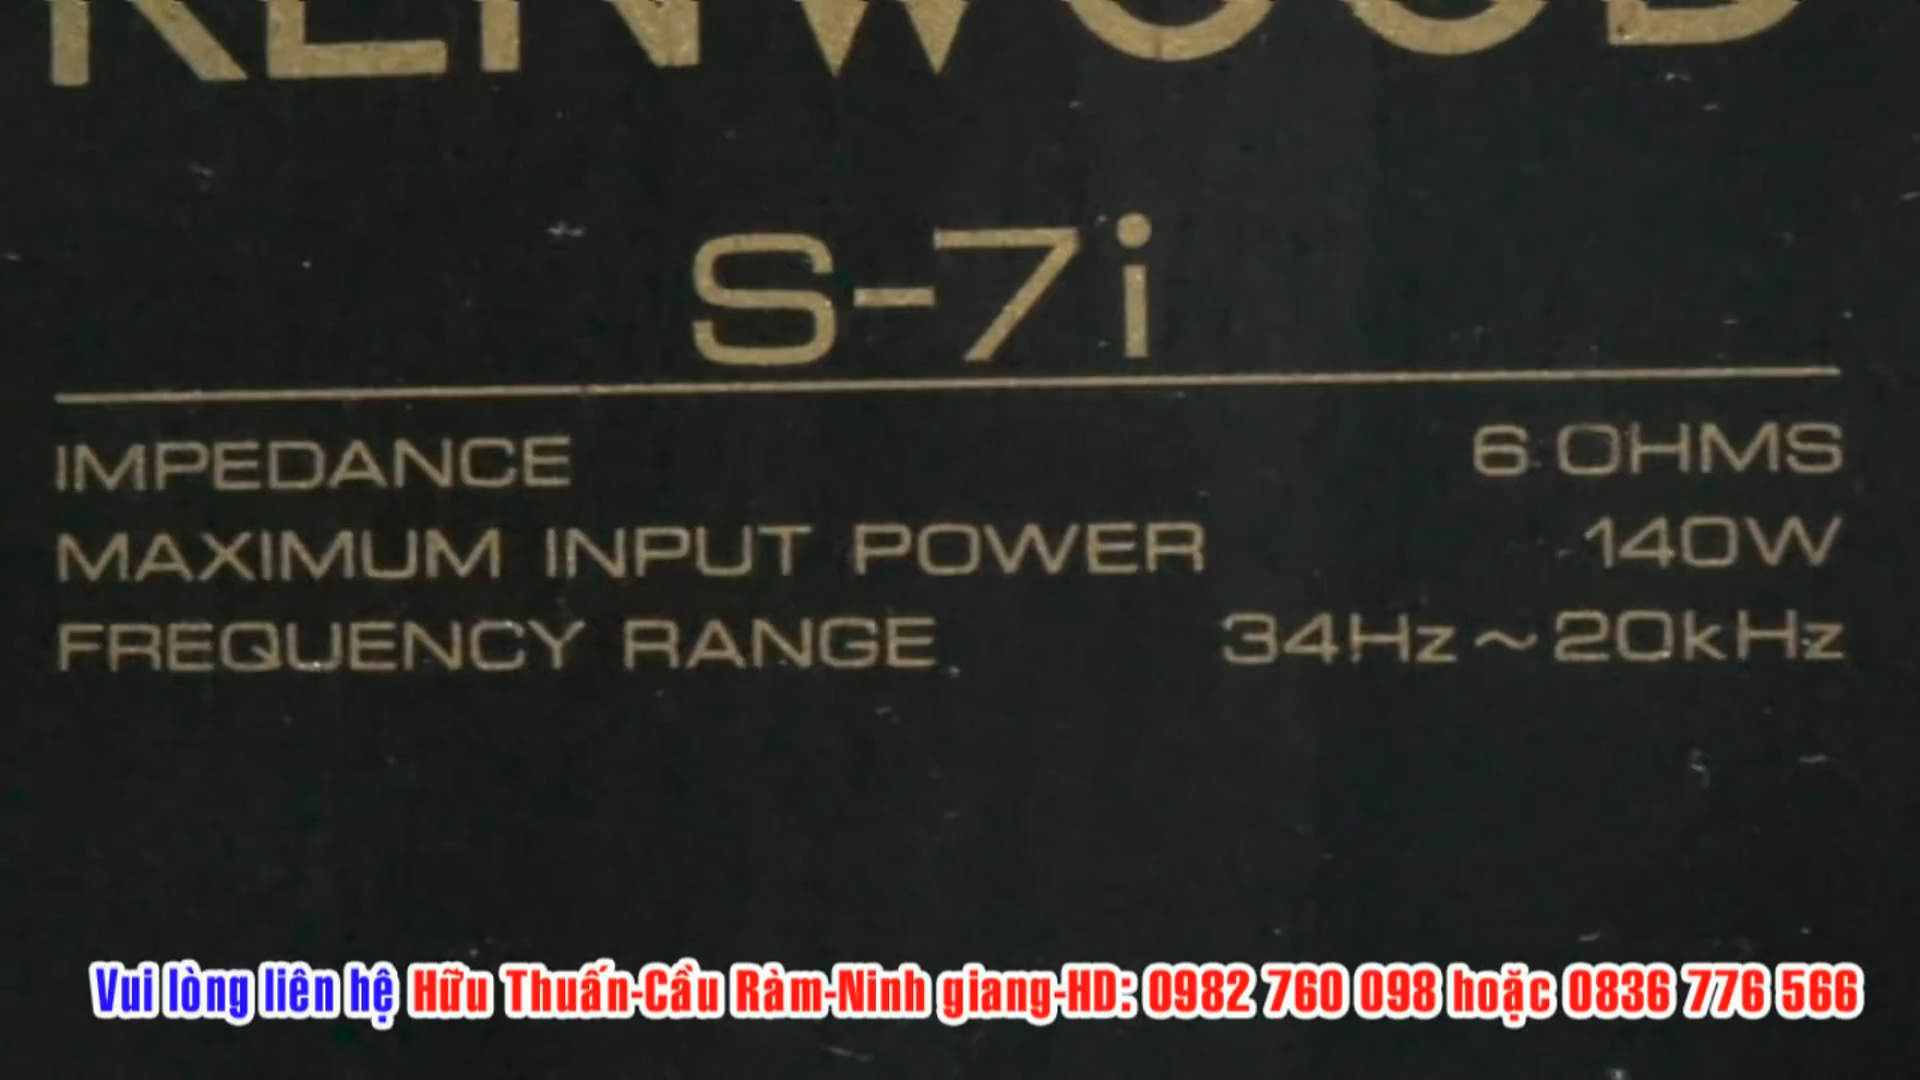 KENWOOD
S-7i
IMPEDANCE 6 OHMS
MAXIMUM INPUT POWER 140W
FREQUENCY RANGE 34Hz~20kHz
Vui lòng liên hệ Hữu Thuấn-Cầu Ràm-Ninh giang-HD: 0982 760 098 hoặc 0836 776 566